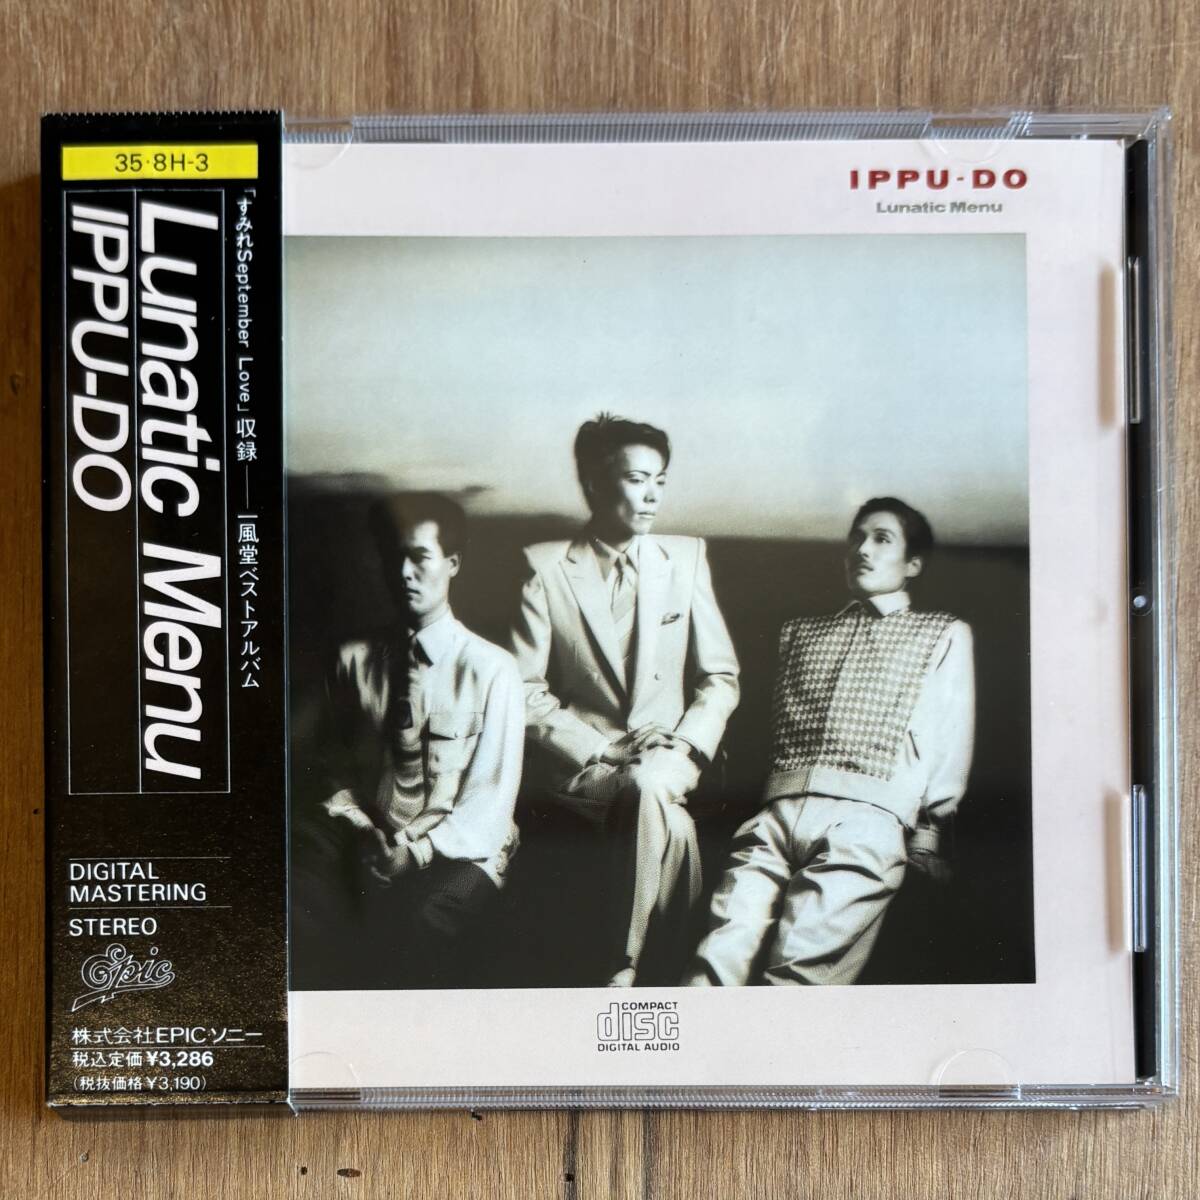 35・8H-3
「すみれSeptember Love」収録——一風堂ベストアルバム
Lunatic Menu
IPPU-DO
DIGITAL
MASTERING
STEREO
Epic
株式会社EPICソニー
税込定価¥3,286
(税抜価格¥3,190)
IPPU-DO
Lunatic Menu
COMPACT
disc
DIGITAL AUDIO